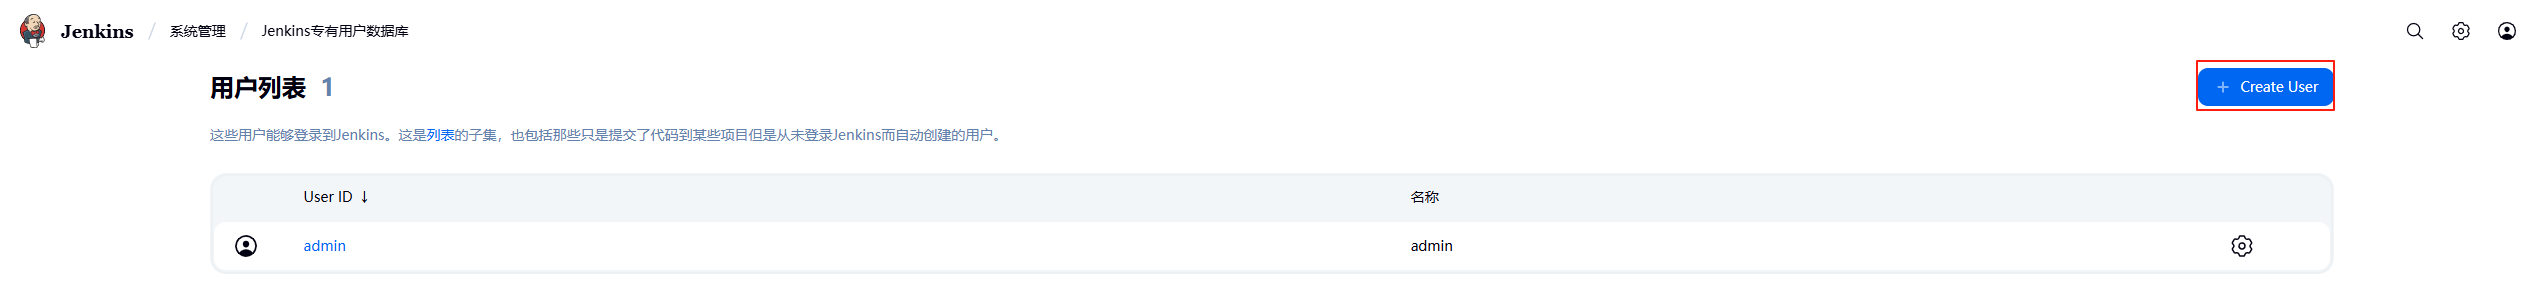 Jenkins / 系统管理 / Jenkins专有用户数据库
用户列表 1
+ Create User
这些用户能够登录到Jenkins。这是列表的子集，也包括那些只是提交了代码到某些项目但是从未登录Jenkins而自动创建的用户。
User ID ↓ 名称
admin admin